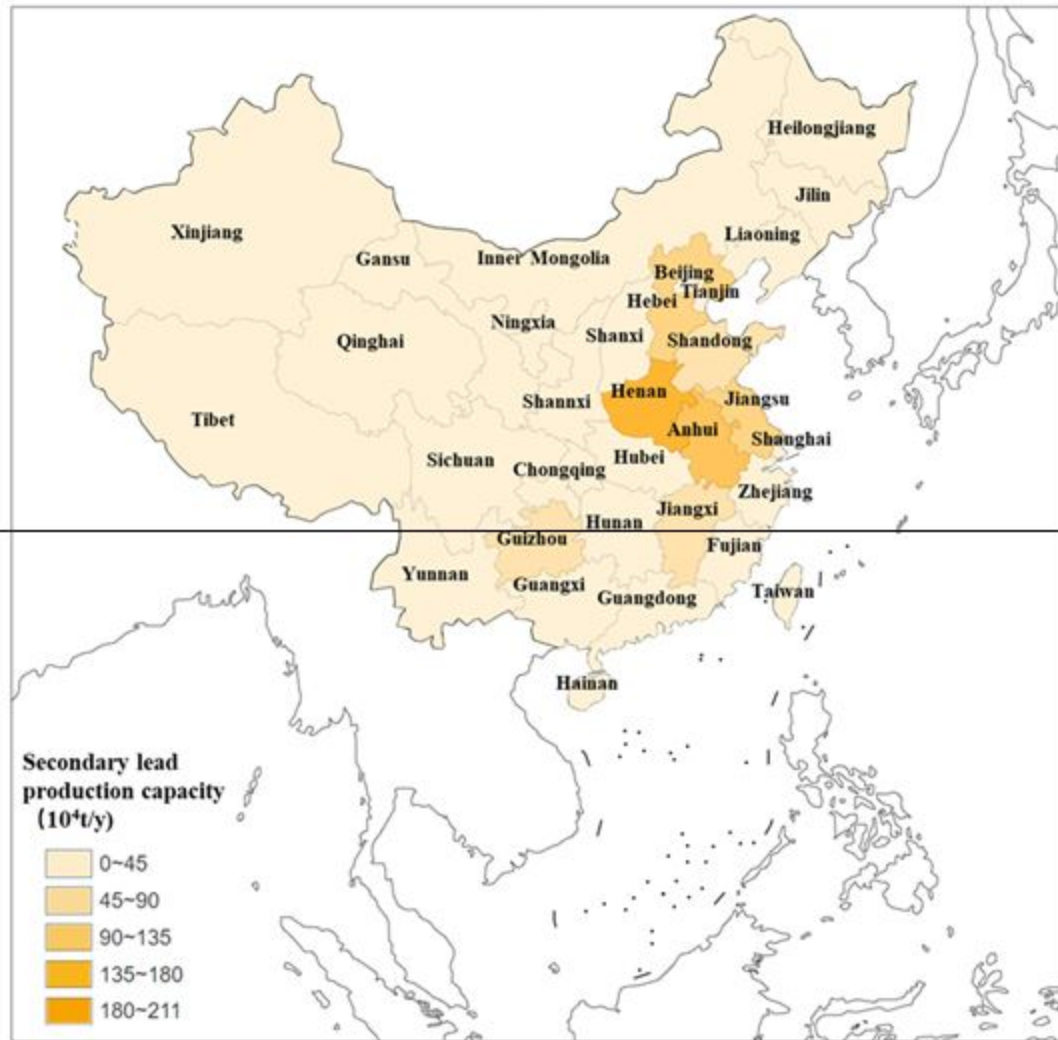 Heilongjiang
Jilin
Xinjiang
Liaoning
Gansu
Inner Mongolia
Beijing
Tianjin
Hebei
Ningxia
Shanxi
Qinghai
Shandong
Henan
Jiangsu
Shannxi
Tibet
Anhui
Shanghai
Hubei
Sichuan
Chongqing
Zhejiang
Jiangxi
Hunan
Guizhou
Fujian
Yunnan
Guangxi
Taiwan
Guangdong
Hainan
Secondary lead
production capacity
(10⁴t/y)
0~45
45~90
90~135
135~180
180~211